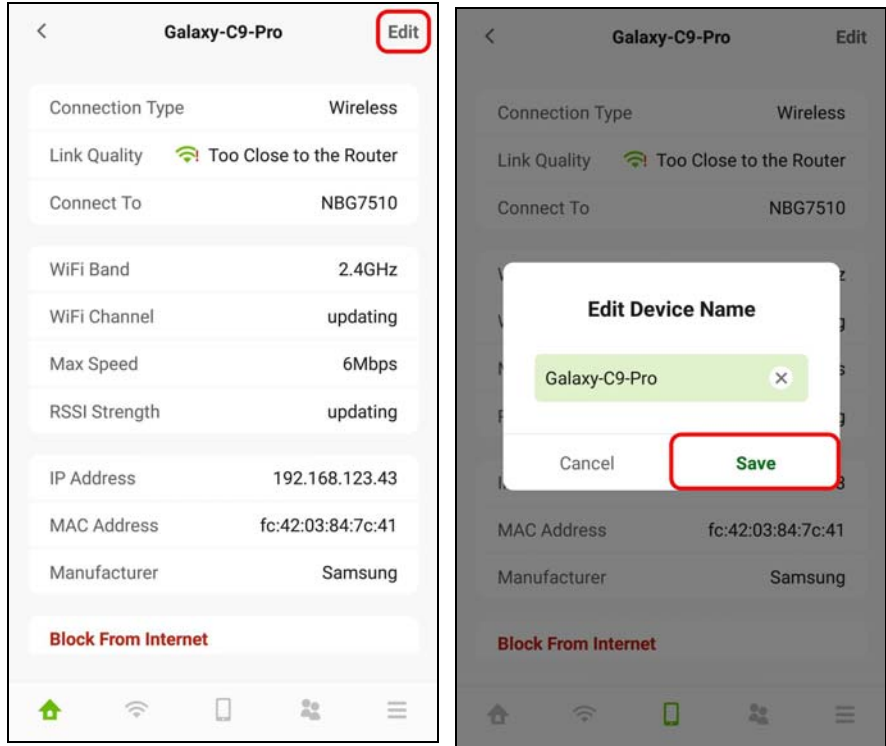 Galaxy-C9-Pro Edit
Connection Type Wireless
Link Quality Too Close to the Router
Connect To NBG7510
WiFi Band 2.4GHz
WiFi Channel updating
Max Speed 6Mbps
RSSI Strength updating
IP Address 192.168.123.43
MAC Address fc:42:03:84:7c:41
Manufacturer Samsung
Block From Internet
Galaxy-C9-Pro Edit
Connection Type Wireless
Link Quality Too Close to the Router
Connect To NBG7510
Edit Device Name
Galaxy-C9-Pro
Cancel Save
MAC Address fc:42:03:84:7c:41
Manufacturer Samsung
Block From Internet